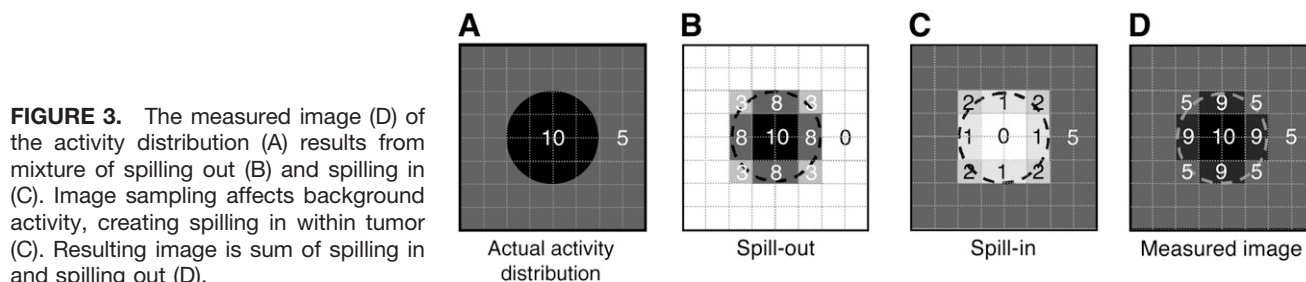 FIGURE 3. The measured image (D) of
the activity distribution (A) results from
mixture of spilling out (B) and spilling in
(C). Image sampling affects background
activity, creating spilling in within tumor
(C). Resulting image is sum of spilling in
and spilling out (D).
A
10 5
Actual activity
distribution
B
3 8 3
8 10 8 0
3 8 3
Spill-out
C
2 1 2
1 0 1 5
2 1 2
Spill-in
D
5 9 5
9 10 9 5
5 9 5
Measured image